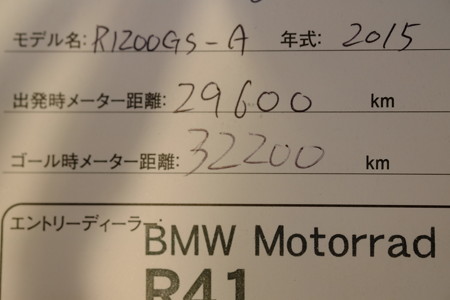 モデル名: R1200GS-A 年式: 2015
出発時メーター距離: 29600 km
ゴール時メーター距離: 32200 km
エントリーディーラー:
BMW Motorrad
R41